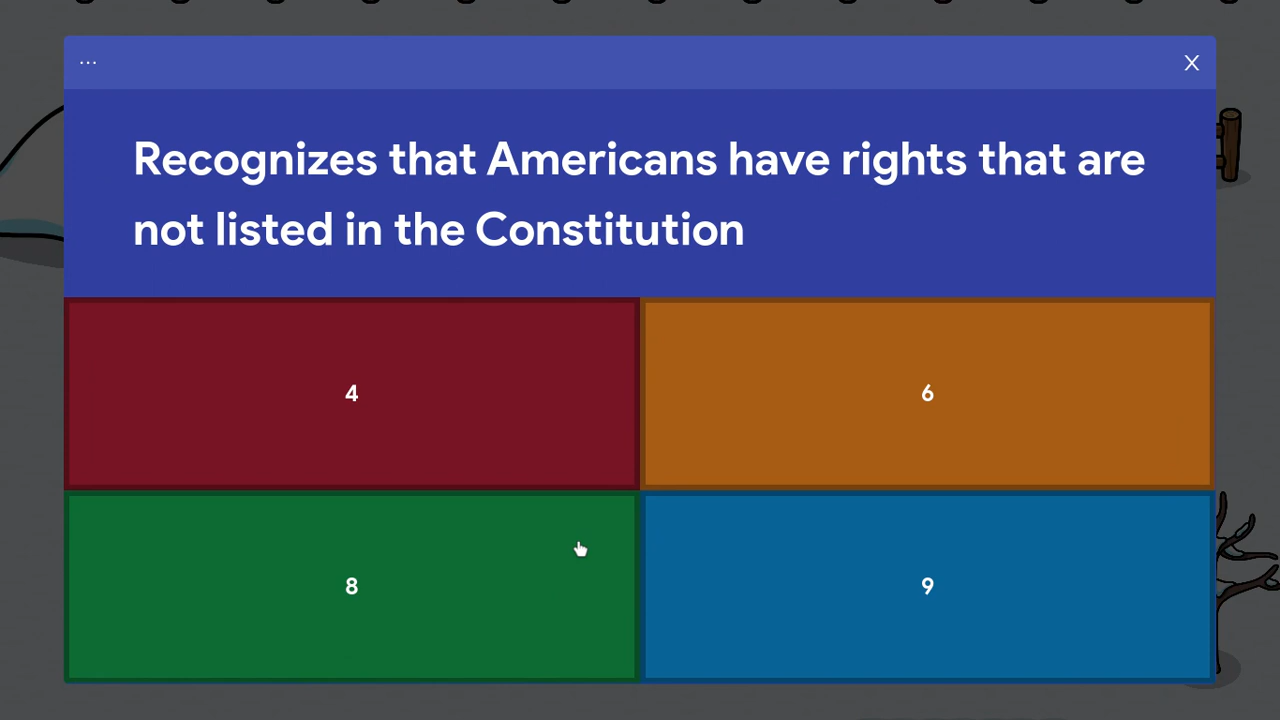 ...
X
Recognizes that Americans have rights that are
not listed in the Constitution
4
6
8
9